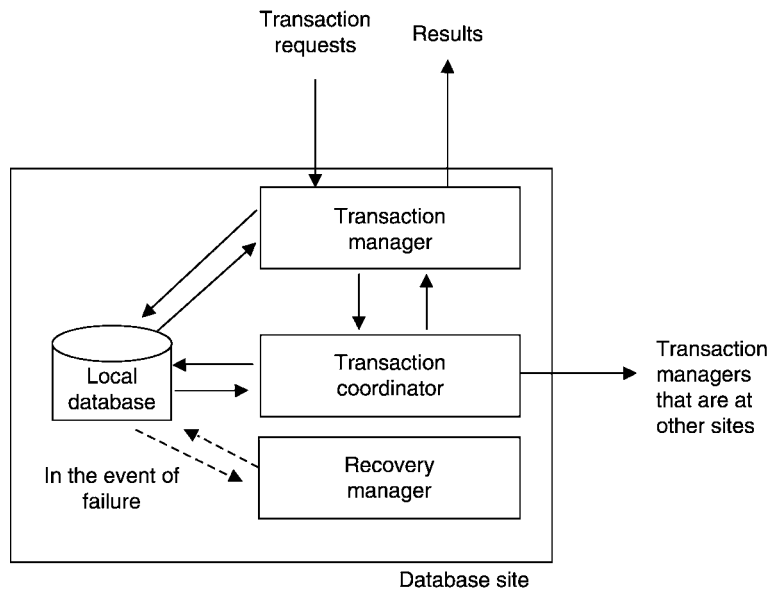 Transaction
requests
Results
Transaction
manager
Transaction
coordinator
Local
database
Transaction
managers
that are at
other sites
Recovery
manager
In the event of
failure
Database site